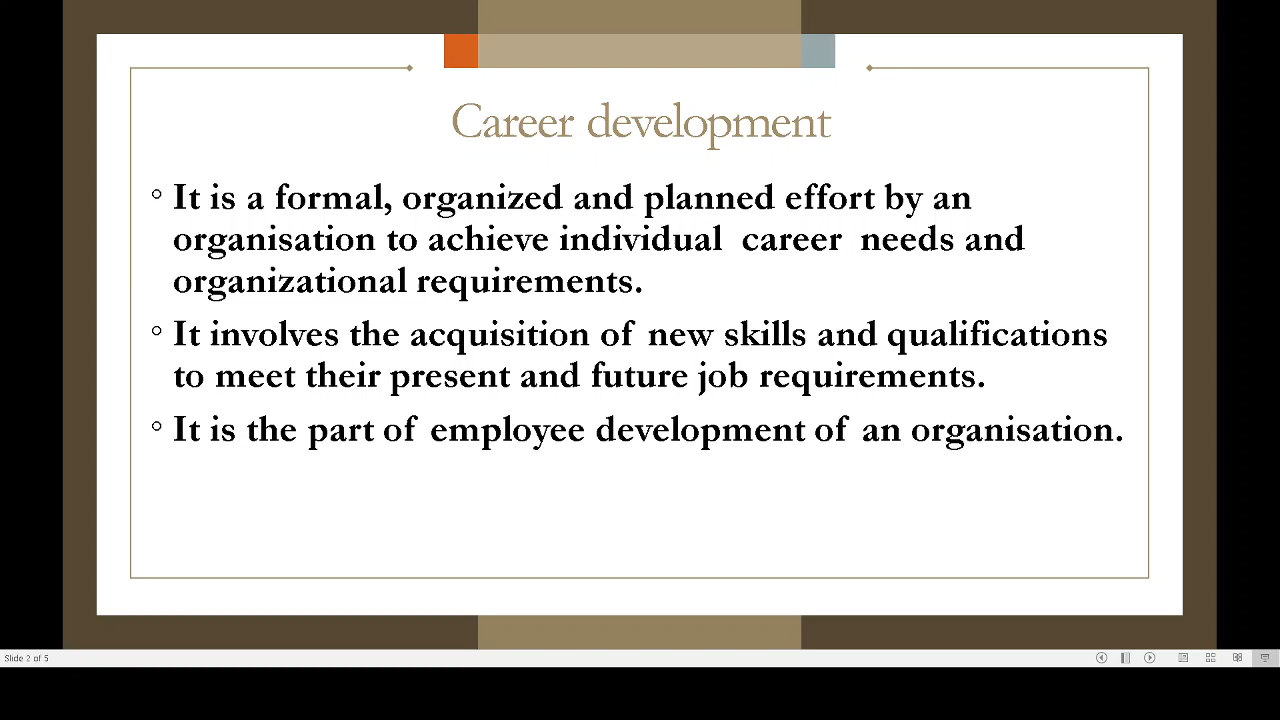 Career development
It is a formal, organized and planned effort by an
organisation to achieve individual career needs and
organizational requirements.
It involves the acquisition of new skills and qualifications
to meet their present and future job requirements.
It is the part of employee development of an organisation.
Slide 2 of 5